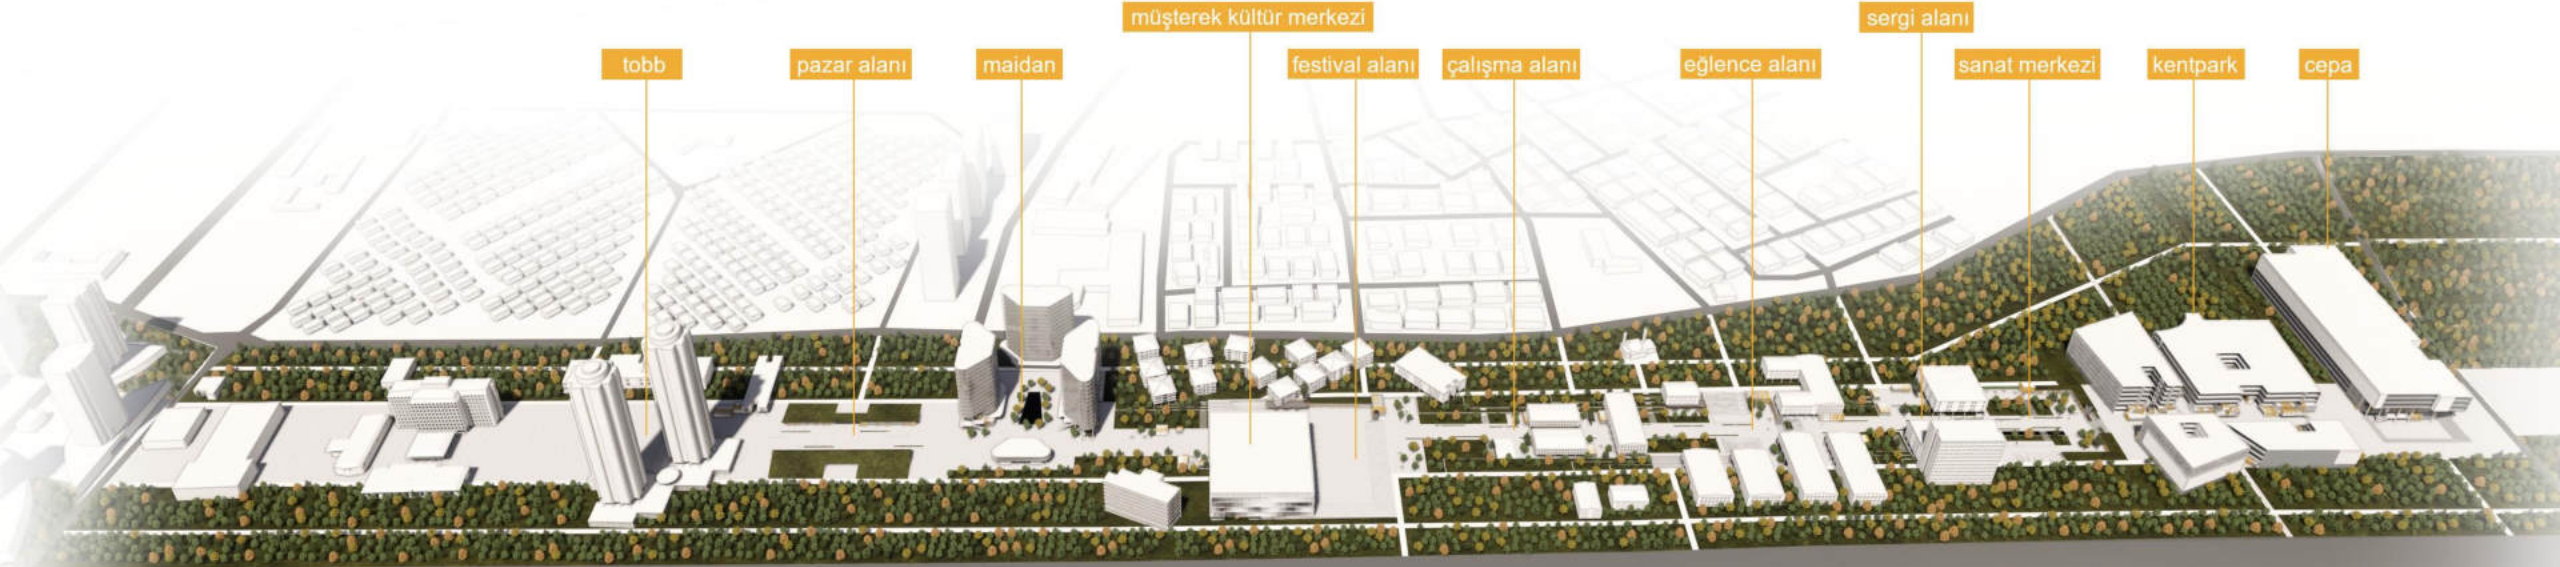 müşterek kültür merkezi
sergi alanı
tobb
pazar alanı
maidan
festival alanı
çalışma alanı
eğlence alanı
sanat merkezi
kentpark
cepa